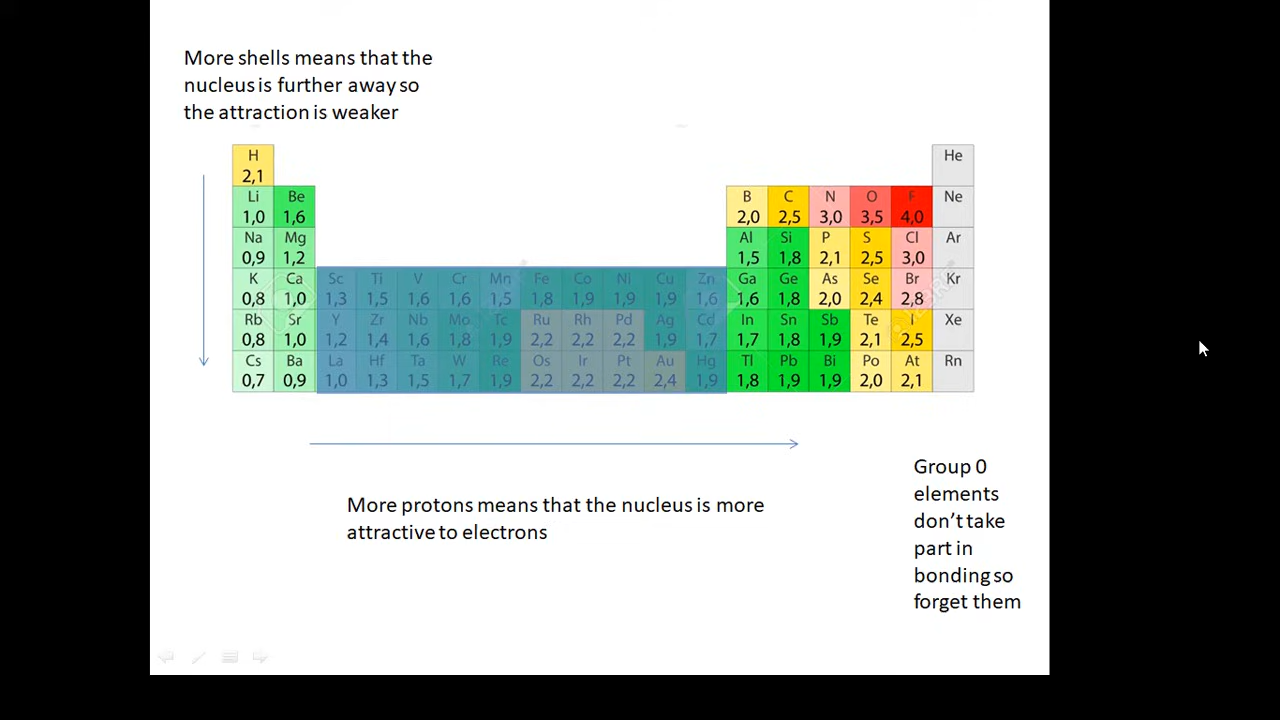 More shells means that the
nucleus is further away so
the attraction is weaker
H He
2,1
Li Be B C N O F Ne
1,0 1,6 2,0 2,5 3,0 3,5 4,0
Na Mg Al Si P S Cl Ar
0,9 1,2 1,5 1,8 2,1 2,5 3,0
K Ca Sc Ti V Cr Mn Fe Co Ni Cu Zn Ga Ge As Se Br Kr
0,8 1,0 1,3 1,5 1,6 1,6 1,5 1,8 1,9 1,9 1,9 1,6 1,6 1,8 2,0 2,4 2,8
Rb Sr Y Zr Nb Mo Tc Ru Rh Pd Ag Cd In Sn Sb Te I Xe
0,8 1,0 1,2 1,4 1,6 1,8 1,9 2,2 2,2 2,2 1,9 1,7 1,7 1,8 1,9 2,1 2,5
Cs Ba La Hf Ta W Re Os Ir Pt Au Hg Tl Pb Bi Po At Rn
0,7 0,9 1,0 1,3 1,5 1,7 1,9 2,2 2,2 2,2 2,4 1,9 1,8 1,9 1,9 2,0 2,1
More protons means that the nucleus is more
attractive to electrons
Group 0
elements
don’t take
part in
bonding so
forget them